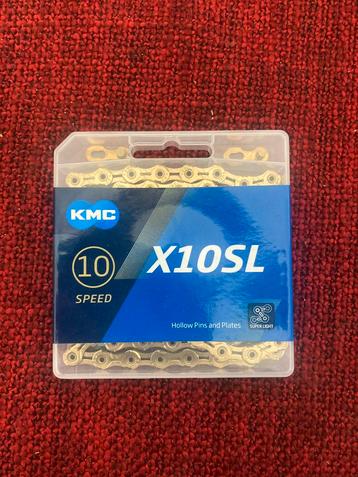 KMC
10
SPEED
X10SL
Hollow Pins and Plates
SUPER LIGHT